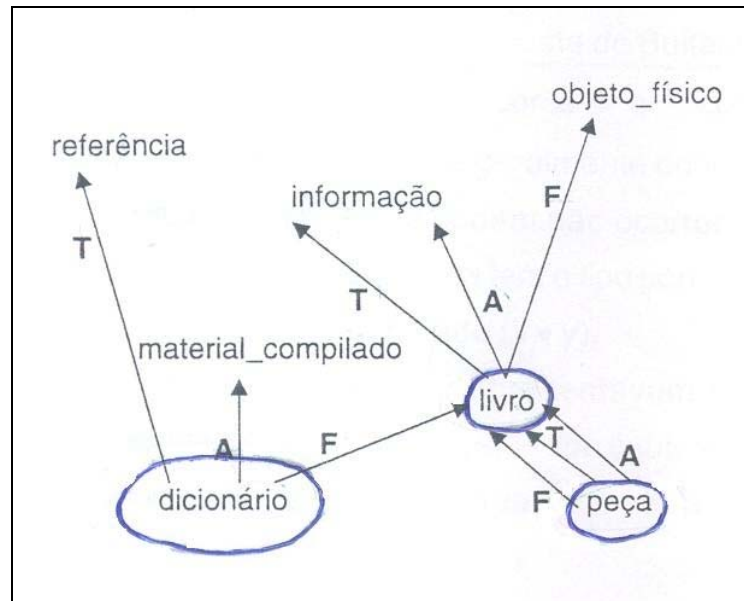 objeto_físico
referência
informação
F
T
T
A
material_compilado
livro
F
T
A
A
F
dicionário
peça